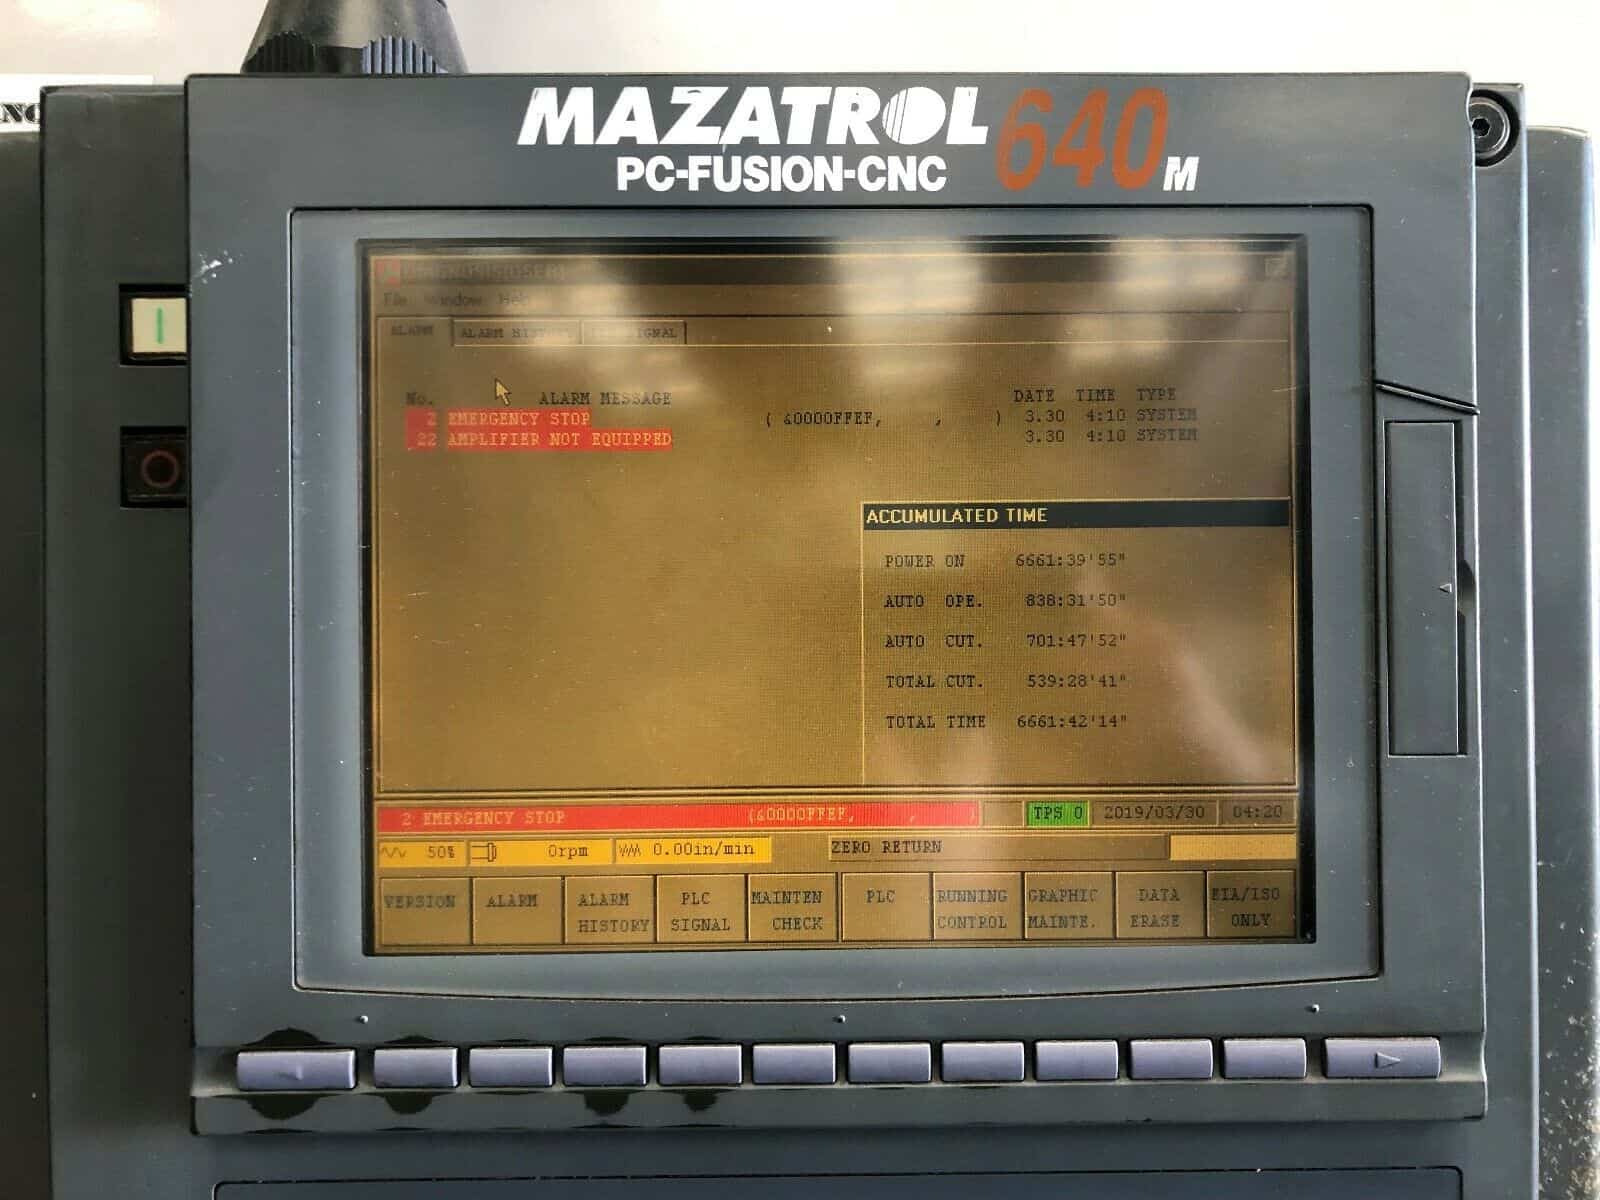 MAZATROL 640M
PC-FUSION-CNC
File Window Help
ALARM ALARM
No. ALARM MESSAGE DATE TIME TYPE
2 EMERGENCY STOP ( &0000FFEF, , ) 3.30 4:10 SYSTEM
22 AMPLIFIER NOT EQUIPPED 3.30 4:10 SYSTEM
ACCUMULATED TIME
POWER ON 6661:39'55"
AUTO OPE. 838:31'50"
AUTO CUT. 701:47'52"
TOTAL CUT. 539:28'41"
TOTAL TIME 6661:42'14"
2 EMERGENCY STOP (&0000FFEF, , ) TPS 0 2019/03/30 04:20
50% 0rpm 0.00in/min ZERO RETURN
VERSION ALARM ALARM HISTORY PLC SIGNAL MAINTEN CHECK PLC RUNNING CONTROL GRAPHIC MAINTE. DATA ERASE EIA/ISO ONLY